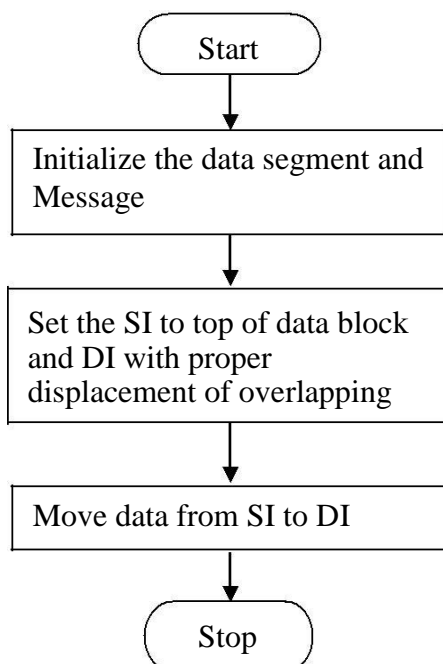 Start
Initialize the data segment and
Message
Set the SI to top of data block
and DI with proper
displacement of overlapping
Move data from SI to DI
Stop